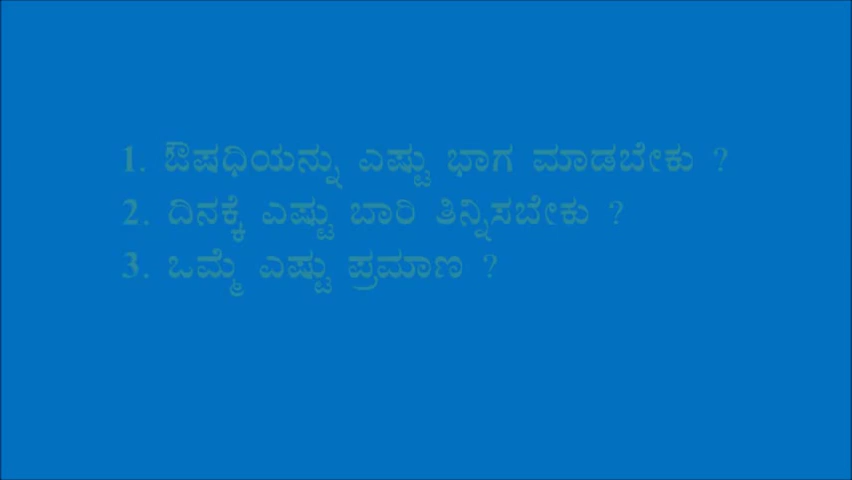 1. ಔಷಧಿಯನ್ನು ಎಷ್ಟು ಭಾಗ ಮಾಡಬೇಕು ?
2. ದಿನಕ್ಕೆ ಎಷ್ಟು ಬಾರಿ ತಿನ್ನಿಸಬೇಕು ?
3. ಒಮ್ಮೆ ಎಷ್ಟು ಪ್ರಮಾಣ ?